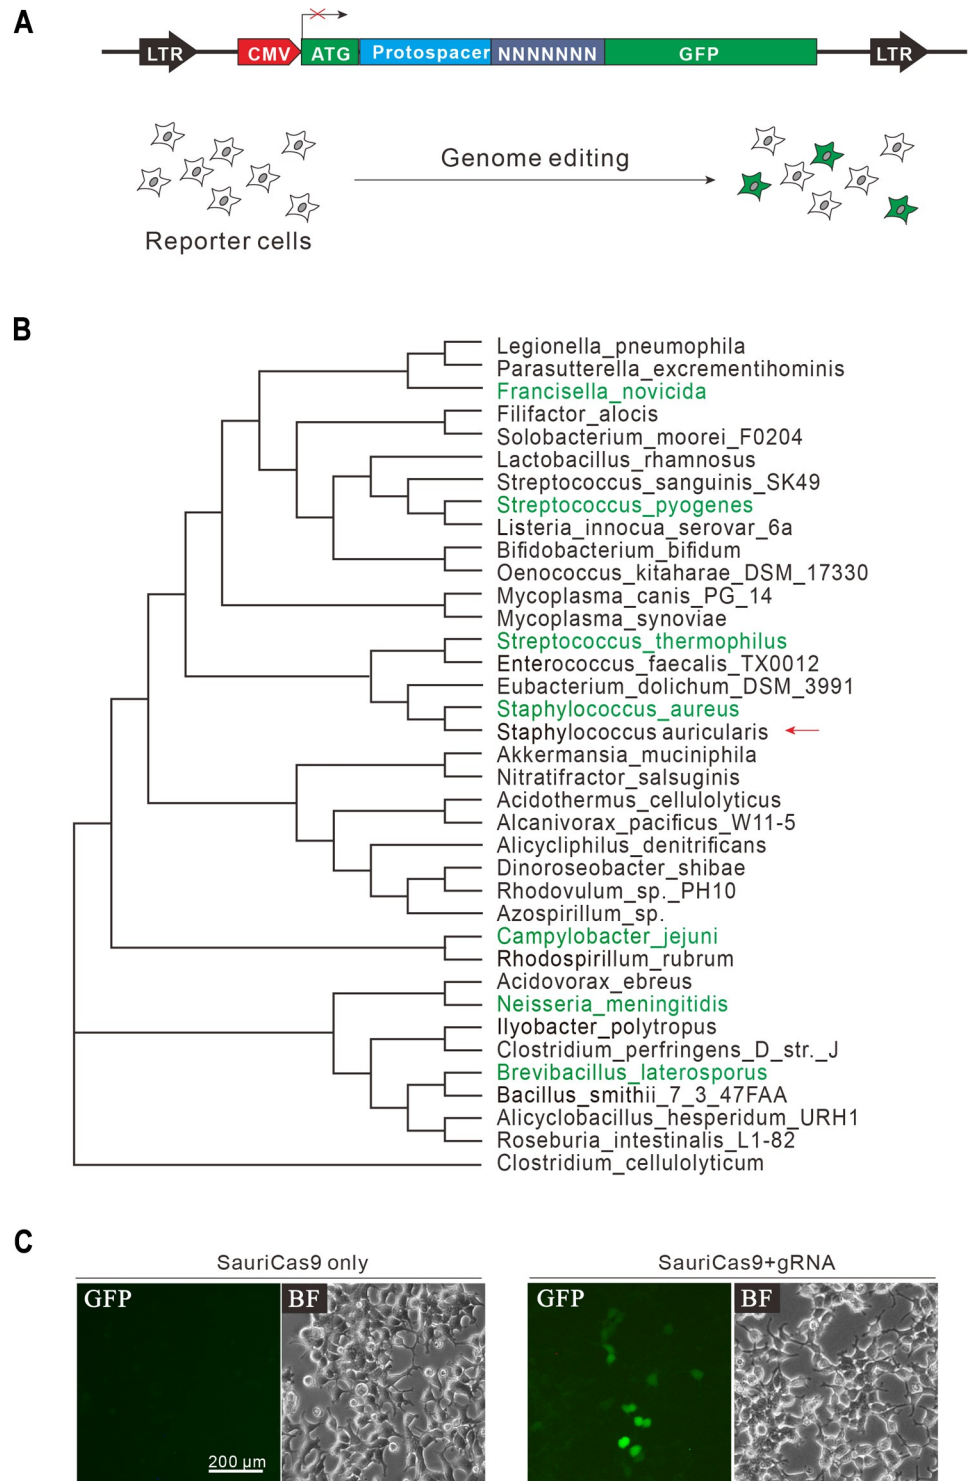 A
LTR CMV ATG Protospacer NNNNNNN GFP LTR
Genome editing
Reporter cells
B
Legionella_pneumophila
Parasutterella_excrementihominis
Francisella_novicida
Filifactor_alocis
Solobacterium_moorei_F0204
Lactobacillus_rhamnosus
Streptococcus_sanguinis_SK49
Streptococcus_pyogenes
Listeria_innocua_serovar_6a
Bifidobacterium_bifidum
Oenococcus_kitaharae_DSM_17330
Mycoplasma_canis_PG_14
Mycoplasma_synoviae
Streptococcus_thermophilus
Enterococcus_faecalis_TX0012
Eubacterium_dolichum_DSM_3991
Staphylococcus_aureus
Staphylococcus auricularis
Akkermansia_muciniphila
Nitratifractor_salsuginis
Acidothermus_cellulolyticus
Alcanivorax_pacificus_W11-5
Alicycliphilus_denitrificans
Dinoroseobacter_shibae
Rhodovulum_sp._PH10
Azospirillum_sp.
Campylobacter_jejuni
Rhodospirillum_rubrum
Acidovorax_ebreus
Neisseria_meningitidis
Ilyobacter_polytropus
Clostridium_perfringens_D_str._J
Brevibacillus_laterosporus
Bacillus_smithii_7_3_47FAA
Alicyclobacillus_hesperidum_URH1
Roseburia_intestinalis_L1-82
Clostridium_cellulolyticum
C
SauriCas9 only SauriCas9+gRNA
GFP BF GFP BF
200 µm